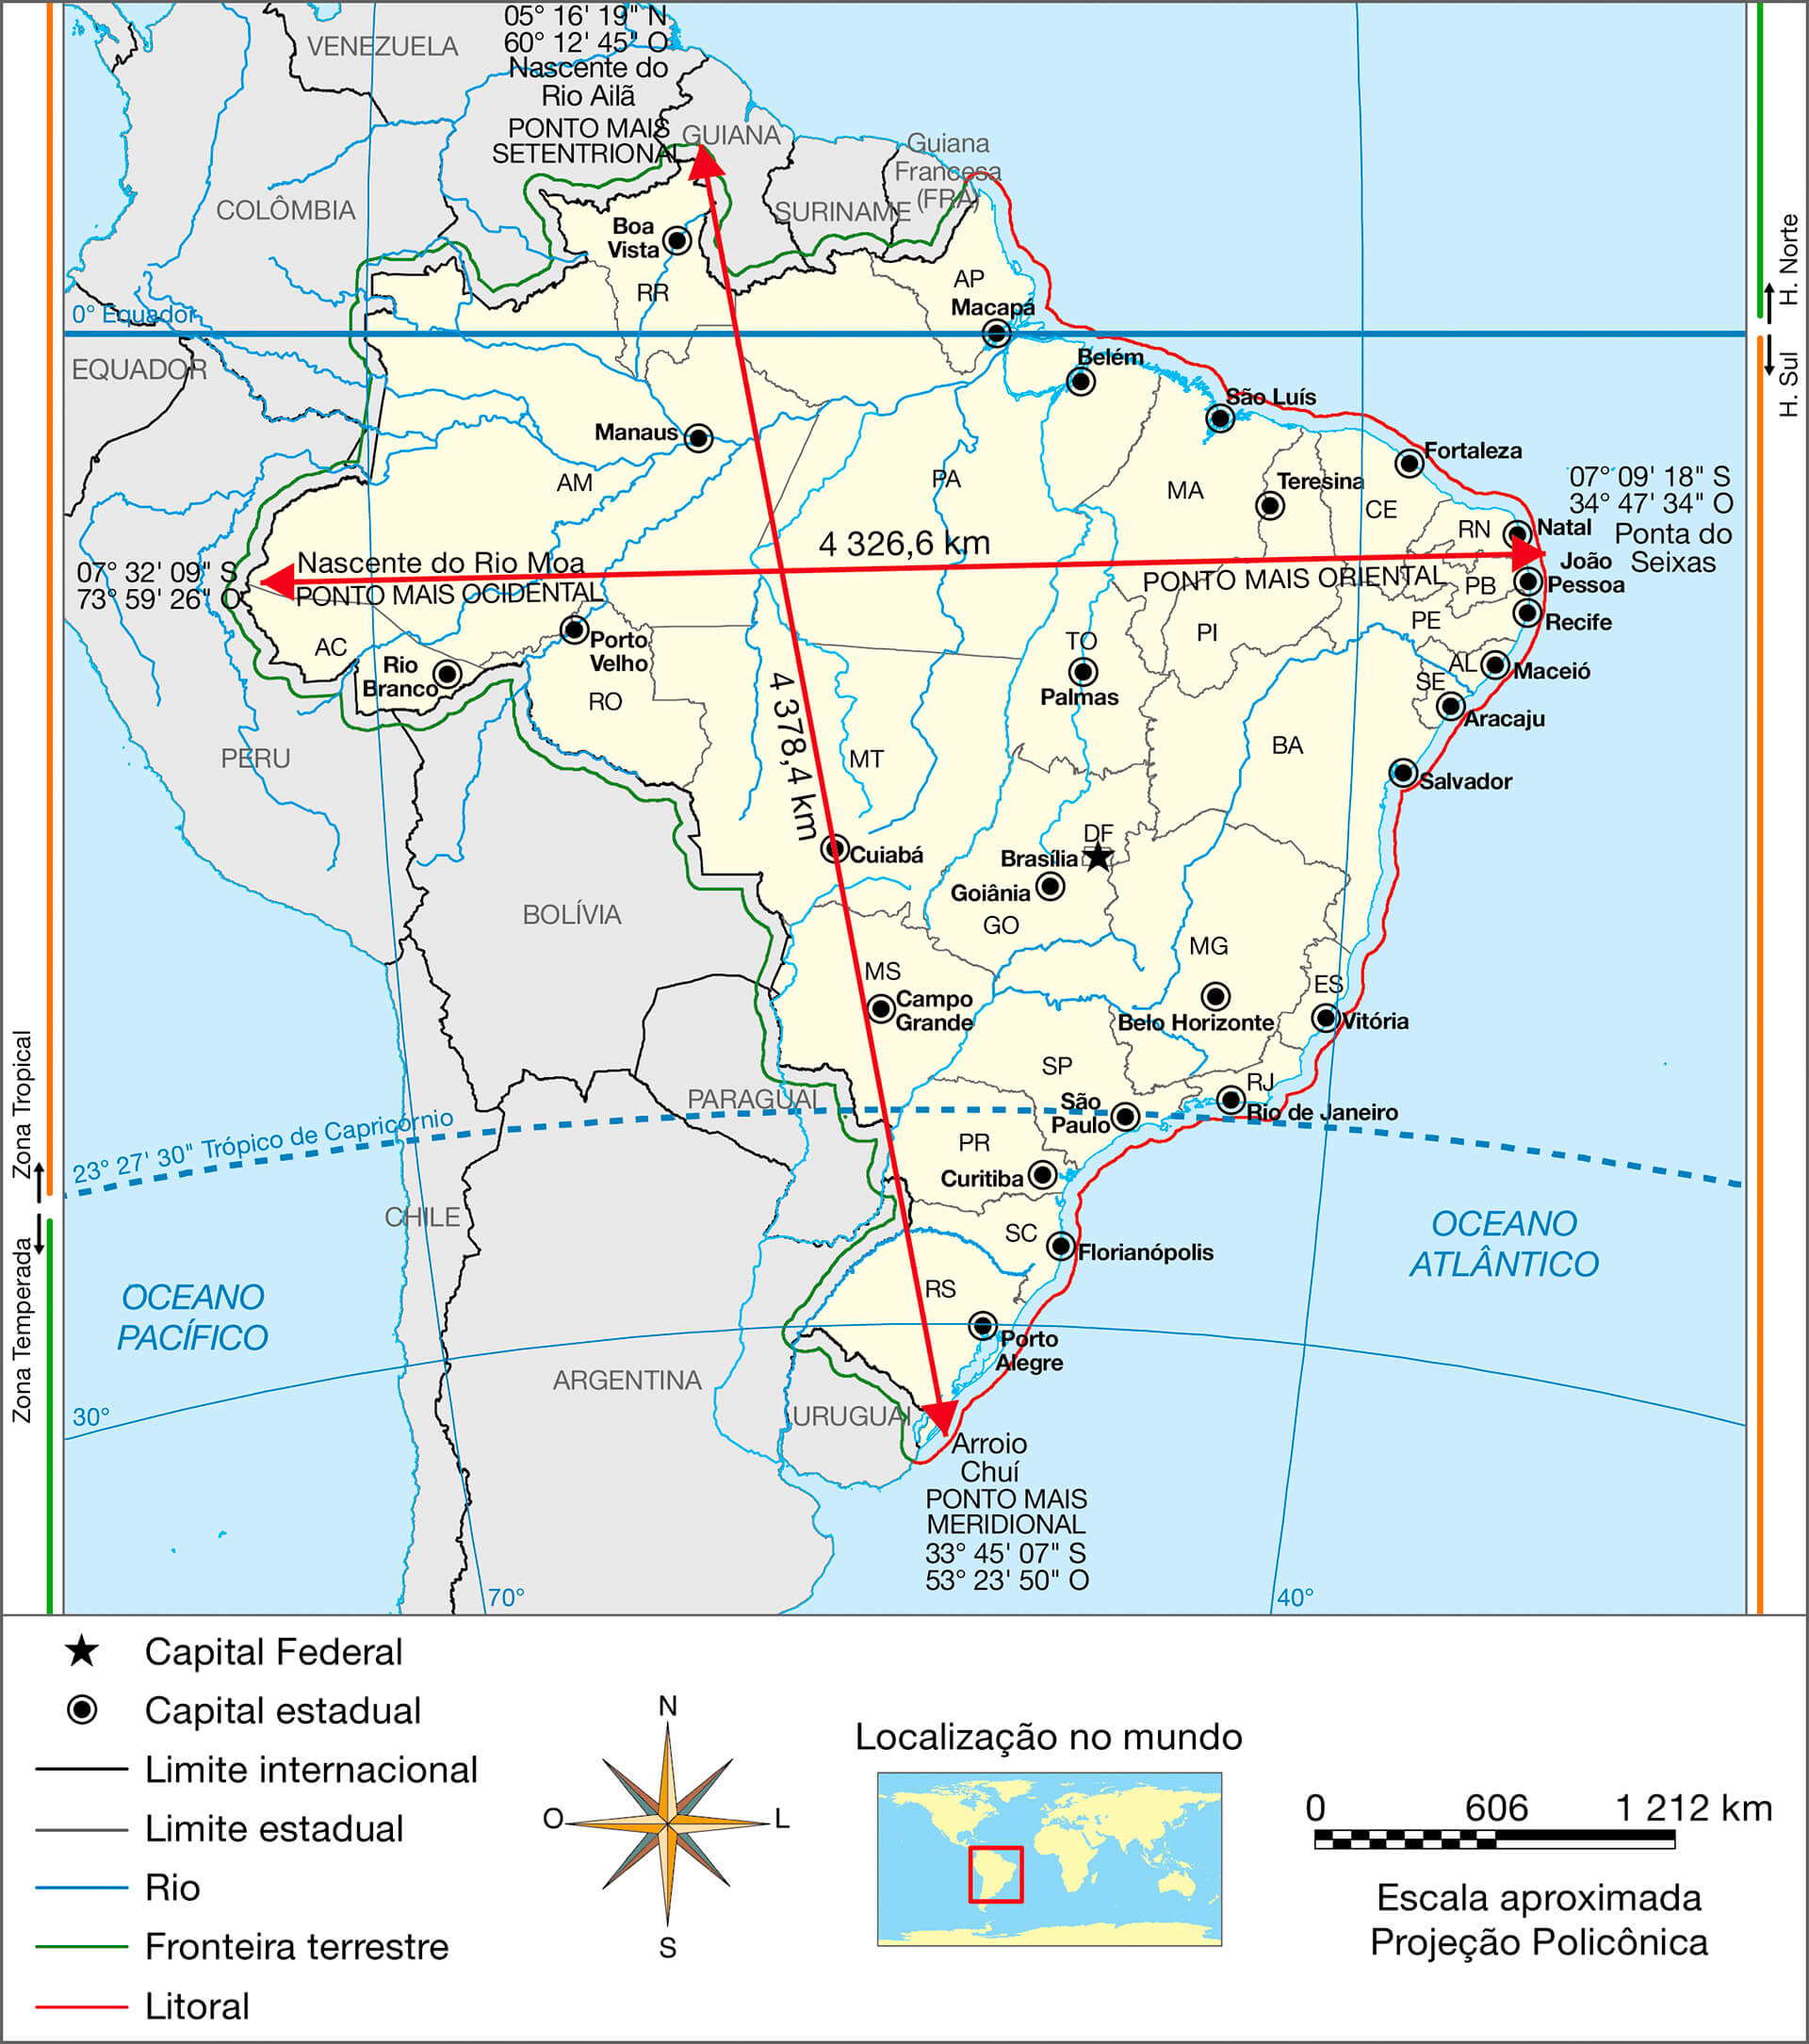 05° 16' 19" N
60° 12' 45" O
Nascente do
Rio Ailã
PONTO MAIS
SETENTRIONAL
VENEZUELA
GUIANA
Guiana
Francesa
(FRA)
SURINAME
COLÔMBIA
Boa
Vista
RR
AP
Macapá
H. Norte
0° Equador
H. Sul
EQUADOR
Belém
São Luís
Manaus
Fortaleza
AM
PA
MA
Teresina
CE
07° 09' 18" S
34° 47' 34" O
Ponta do
Seixas
RN
Natal
4 326,6 km
Nascente do Rio Moa
PONTO MAIS OCIDENTAL
07° 32' 09" S
73° 59' 26" O
PONTO MAIS ORIENTAL
João
Pessoa
PB
PE
Recife
AC
Rio
Branco
Porto
Velho
RO
TO
Palmas
PI
AL
Maceió
SE
Aracaju
4 378,4 km
PERU
MT
BA
Salvador
DF
Brasília
Cuiabá
Goiânia
GO
BOLÍVIA
MG
MS
Campo
Grande
ES
Belo Horizonte
Vitória
SP
PARAGUAI
RJ
São
Paulo
Rio de Janeiro
Zona Tropical
23° 27' 30" Trópico de Capricórnio
PR
Curitiba
CHILE
SC
Florianópolis
OCEANO
ATLÂNTICO
Zona Temperada
OCEANO
PACÍFICO
RS
Porto
Alegre
ARGENTINA
30°
URUGUAI
Arroio
Chuí
PONTO MAIS
MERIDIONAL
33° 45' 07" S
53° 23' 50" O
70°
40°
Capital Federal
Capital estadual
Limite internacional
Limite estadual
Rio
Fronteira terrestre
Litoral
N
O
L
S
Localização no mundo
0 606 1 212 km
Escala aproximada
Projeção Policônica